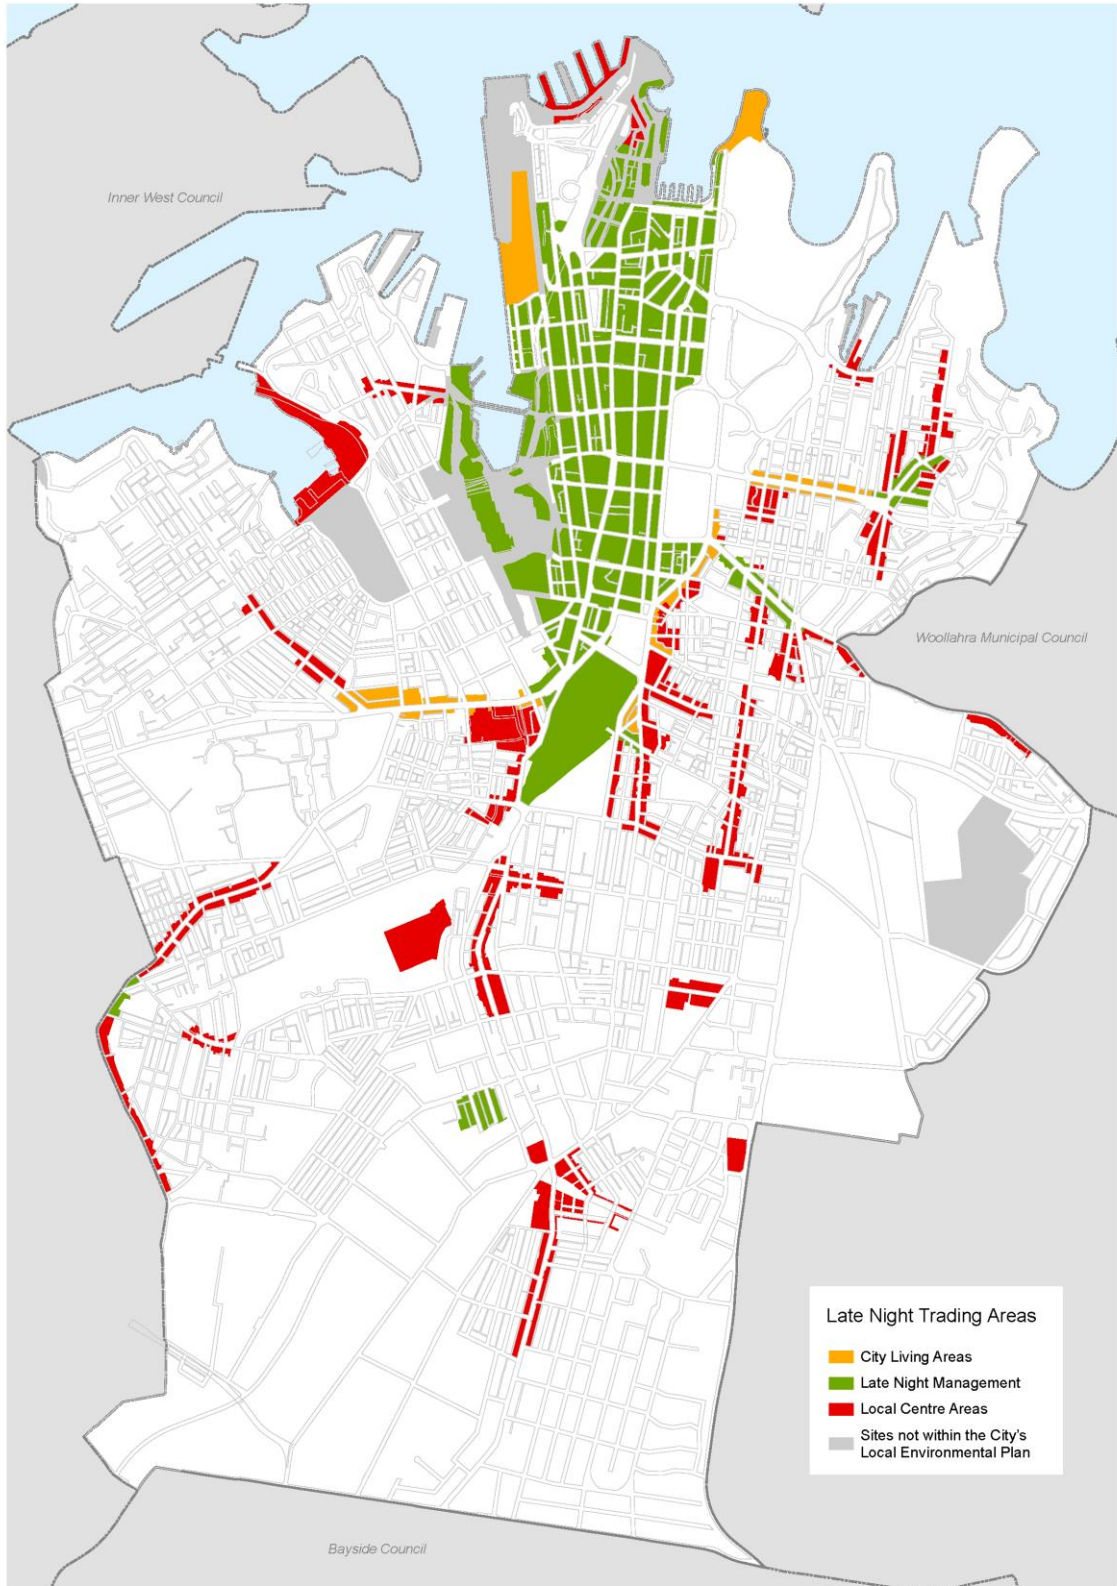 Inner West Council
Woollahra Municipal Council
Late Night Trading Areas
City Living Areas
Late Night Management
Local Centre Areas
Sites not within the City's
Local Environmental Plan
Bayside Council